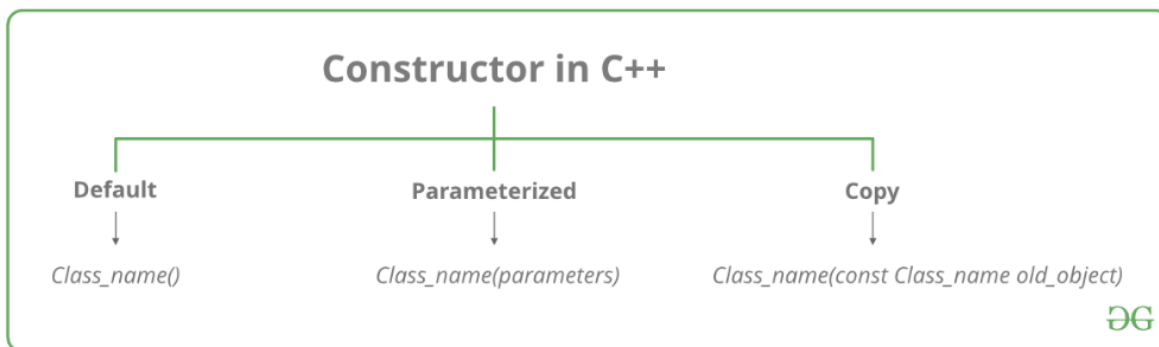 Constructor in C++
Default
Parameterized
Copy
Class_name()
Class_name(parameters)
Class_name(const Class_name old_object)